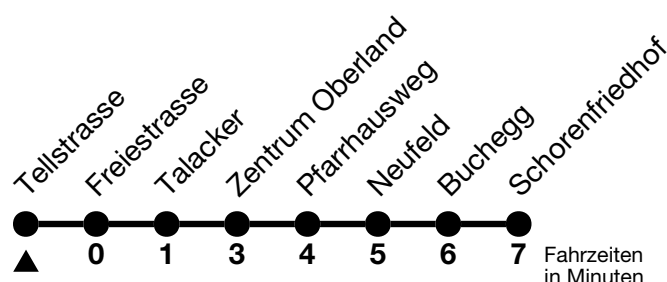 Tellstrasse
Freiestrasse
Talacker
Zentrum Oberland
Pfarrhausweg
Neufeld
Buchegg
Schorenfriedhof
0 1 3 4 5 6 7 Fahrzeiten
in Minuten